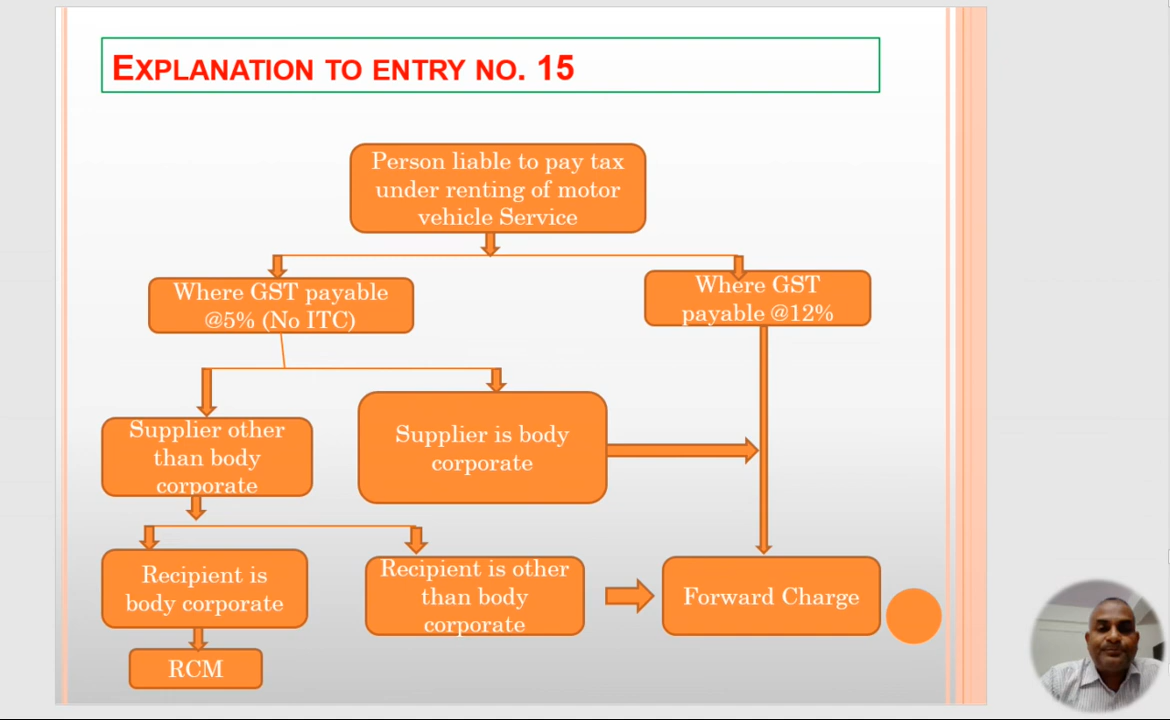 EXPLANATION TO ENTRY NO. 15
Person liable to pay tax
under renting of motor
vehicle Service
Where GST payable
@5% (No ITC)
Where GST
payable @12%
Supplier other
than body
corporate
Supplier is body
corporate
Recipient is
body corporate
Recipient is other
than body
corporate
Forward Charge
RCM